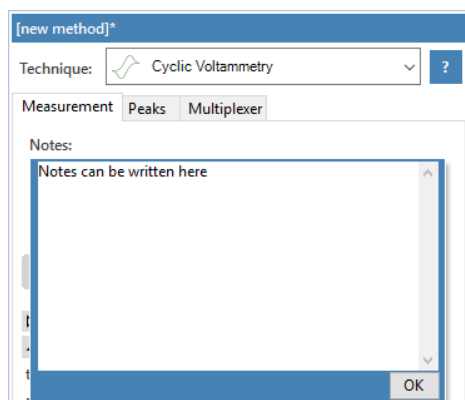 [new method]*
Technique: Cyclic Voltammetry ?
Measurement Peaks Multiplexer
Notes:
Notes can be written here
OK